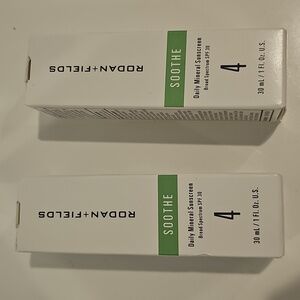 RODAN+FIELDS
SOOTHE
Daily Mineral Sunscreen
Broad Spectrum SPF 30
4
30 mL / 1 Fl. Oz. U.S.
RODAN+FIELDS
SOOTHE
Daily Mineral Sunscreen
Broad Spectrum SPF 30
4
30 mL / 1 Fl. Oz. U.S.